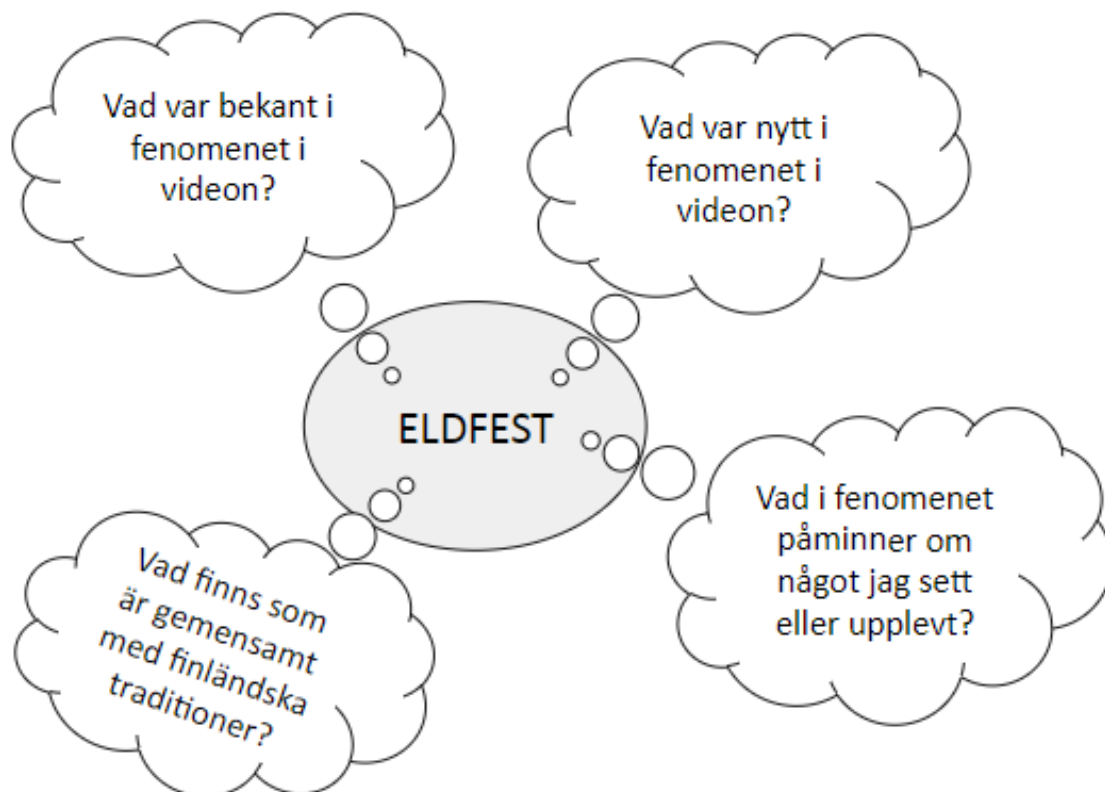 Vad var bekant i
fenomenet i
videon?
Vad var nytt i
fenomenet i
videon?
ELDFEST
Vad i fenomenet
påminner om
något jag sett
eller upplevt?
Vad finns som
är gemensamt
med finländska
traditioner?